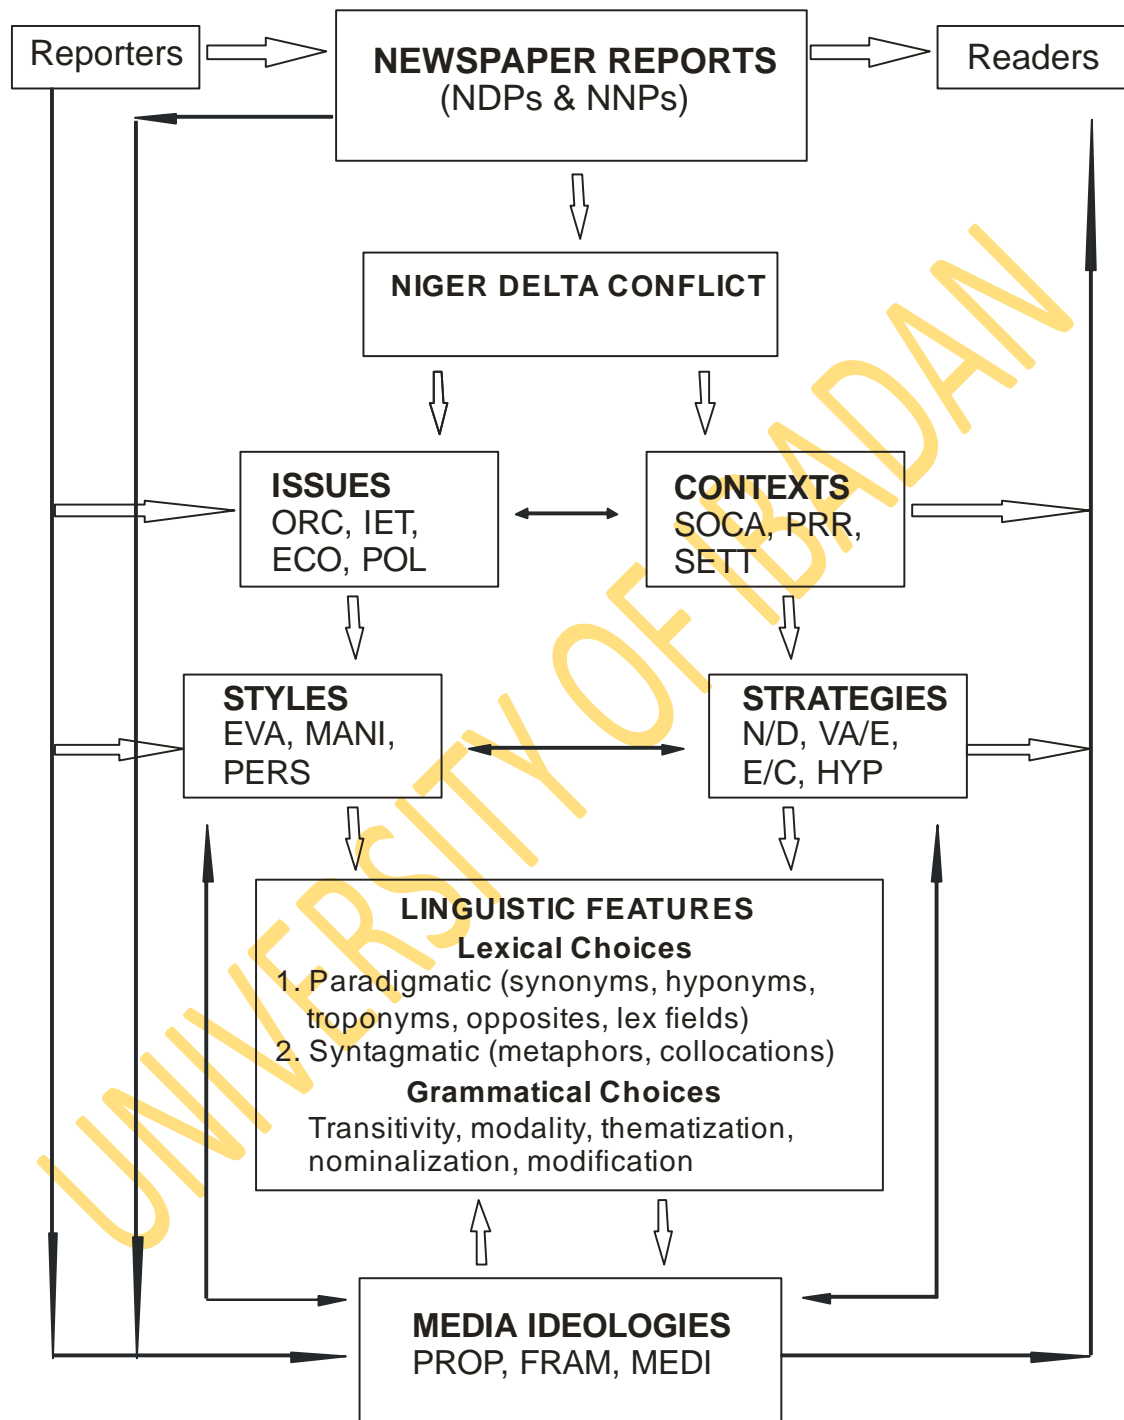 Reporters
NEWSPAPER REPORTS
(NDPs & NNPs)
Readers
NIGER DELTA CONFLICT
ISSUES
ORC, IET,
ECO, POL
CONTEXTS
SOCA, PRR,
SETT
STYLES
EVA, MANI,
PERS
STRATEGIES
N/D, VA/E,
E/C, HYP
LINGUISTIC FEATURES
Lexical Choices
1. Paradigmatic (synonyms, hyponyms,
troponyms, opposites, lex fields)
2. Syntagmatic (metaphors, collocations)
Grammatical Choices
Transitivity, modality, thematization,
nominalization, modification
MEDIA IDEOLOGIES
PROP, FRAM, MEDI
UNIVERSITY OF IBADAN